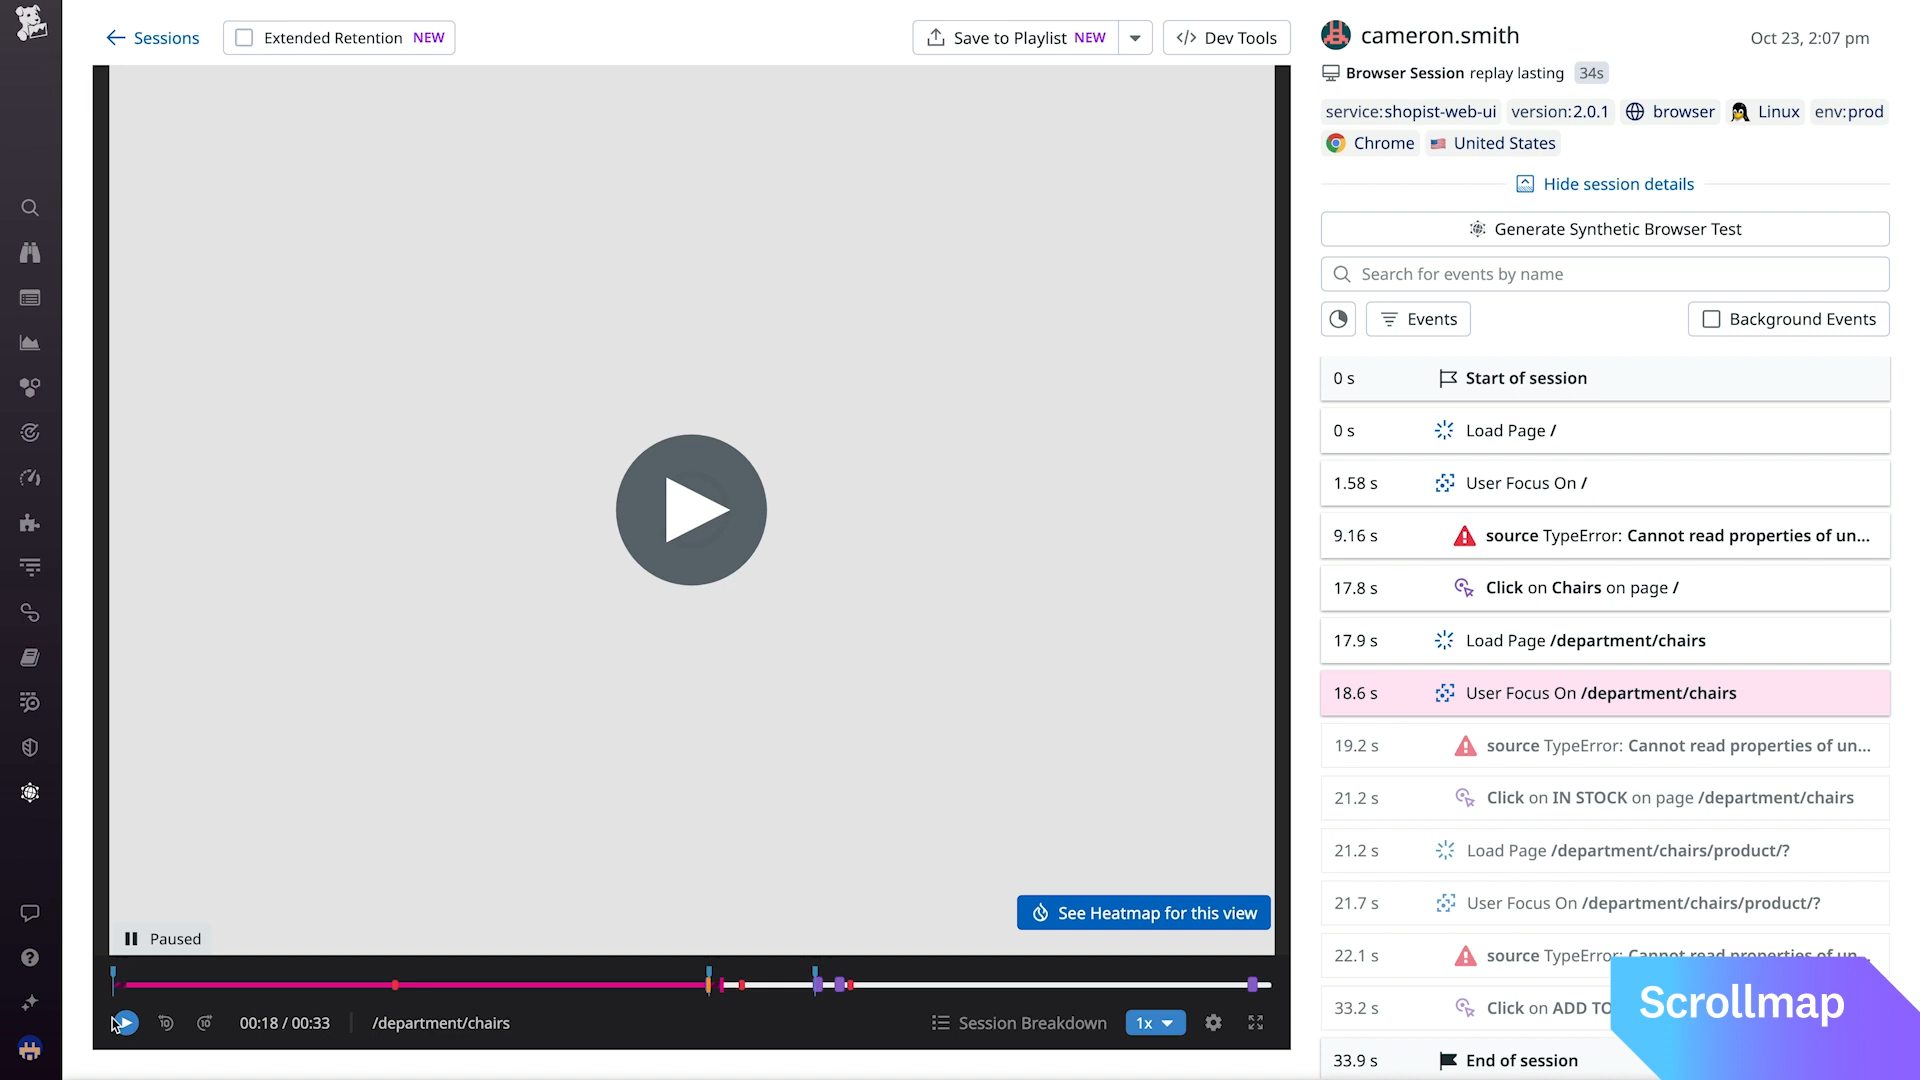 Sessions
Extended Retention NEW
Save to Playlist NEW
Dev Tools
cameron.smith
Oct 23, 2:07 pm
Browser Session replay lasting 34s
service:shopist-web-ui version:2.0.1 browser Linux env:prod
Chrome United States
Hide session details
Generate Synthetic Browser Test
Search for events by name
Events
Background Events
0 s Start of session
0 s Load Page /
1.58 s User Focus On /
9.16 s source TypeError: Cannot read properties of un...
17.8 s Click on Chairs on page /
17.9 s Load Page /department/chairs
18.6 s User Focus On /department/chairs
19.2 s source TypeError: Cannot read properties of un...
21.2 s Click on IN STOCK on page /department/chairs
21.2 s Load Page /department/chairs/product/?
21.7 s User Focus On /department/chairs/product/?
22.1 s source TypeError: Cannot read properties of un...
33.2 s Click on ADD TO
33.9 s End of session
See Heatmap for this view
Paused
10 10 00:18 / 00:33 /department/chairs
Session Breakdown 1x
Scrollmap